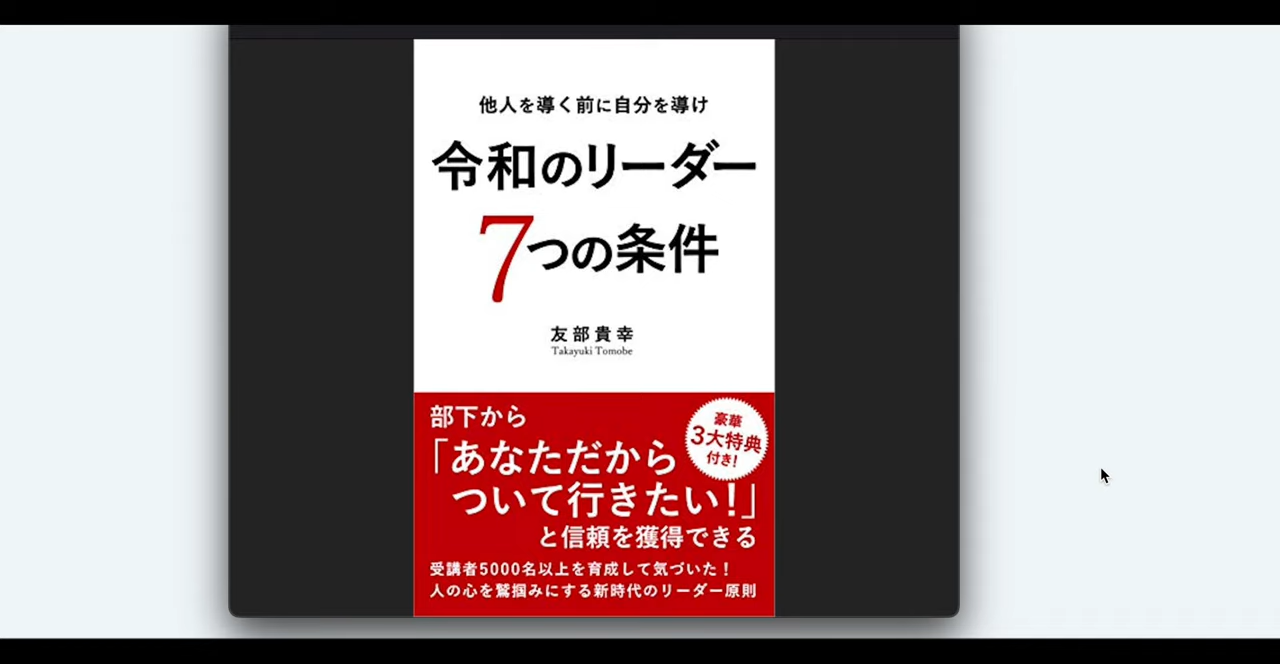 他人を導く前に自分を導け
令和のリーダー
7つの条件
友部貴幸
Takayuki Tomobe
部下から
「あなただから
ついて行きたい!」
と信頼を獲得できる
豪華
3大特典
付き!
受講者5000名以上を育成して気づいた!
人の心を鷲掴みにする新時代のリーダー原則